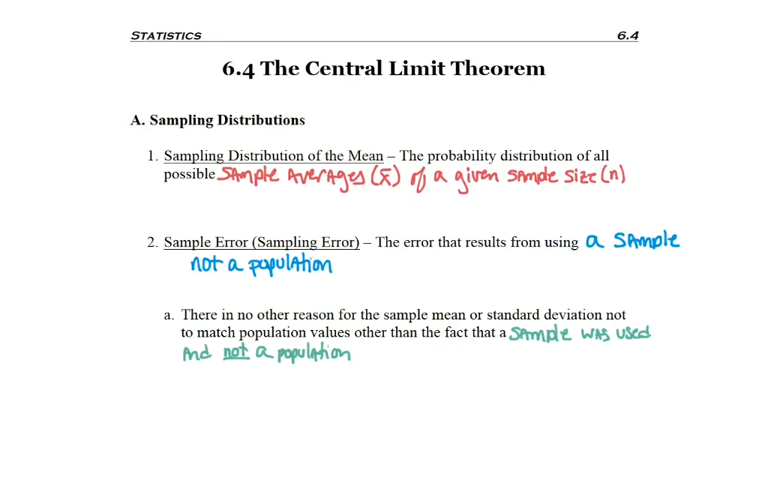 STATISTICS 6.4
6.4 The Central Limit Theorem
A. Sampling Distributions
1. Sampling Distribution of the Mean – The probability distribution of all
possible SAmple AverAges (x̄) of a given SAmple Size (n)
2. Sample Error (Sampling Error) – The error that results from using a SAmple
not a populAtion
a. There in no other reason for the sample mean or standard deviation not
to match population values other than the fact that a SAmple wAs used
And not a populAtion